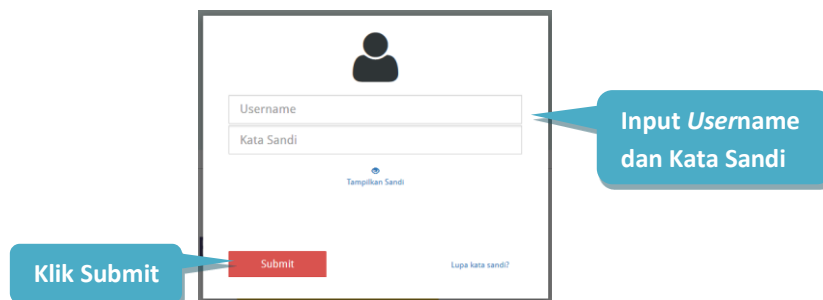 Username
Kata Sandi
Input Username
dan Kata Sandi
Tampilkan Sandi
Klik Submit
Submit
Lupa kata sandi?